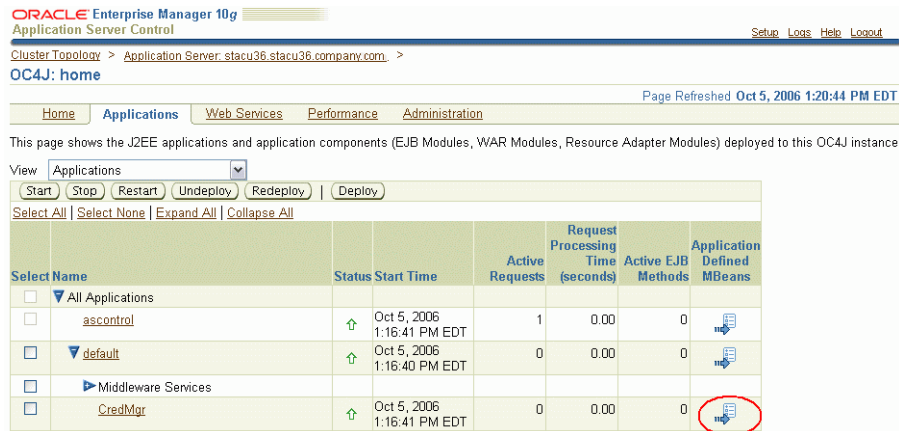 ORACLE Enterprise Manager 10g
Application Server Control
Setup Logs Help Logout
Cluster Topology > Application Server: stacu36.stacu36.company.com. >
OC4J: home
Page Refreshed Oct 5, 2006 1:20:44 PM EDT
Home Applications Web Services Performance Administration
This page shows the J2EE applications and application components (EJB Modules, WAR Modules, Resource Adapter Modules) deployed to this OC4J instance
View Applications
Start Stop Restart Undeploy Redeploy | Deploy
Select All | Select None | Expand All | Collapse All
Select Name Status Start Time Active Requests Request Processing Time (seconds) Active EJB Methods Application Defined MBeans
All Applications
ascontrol Oct 5, 2006 1:16:41 PM EDT 1 0.00 0
default Oct 5, 2006 1:16:40 PM EDT 0 0.00 0
Middleware Services
CredMgr Oct 5, 2006 1:16:41 PM EDT 0 0.00 0